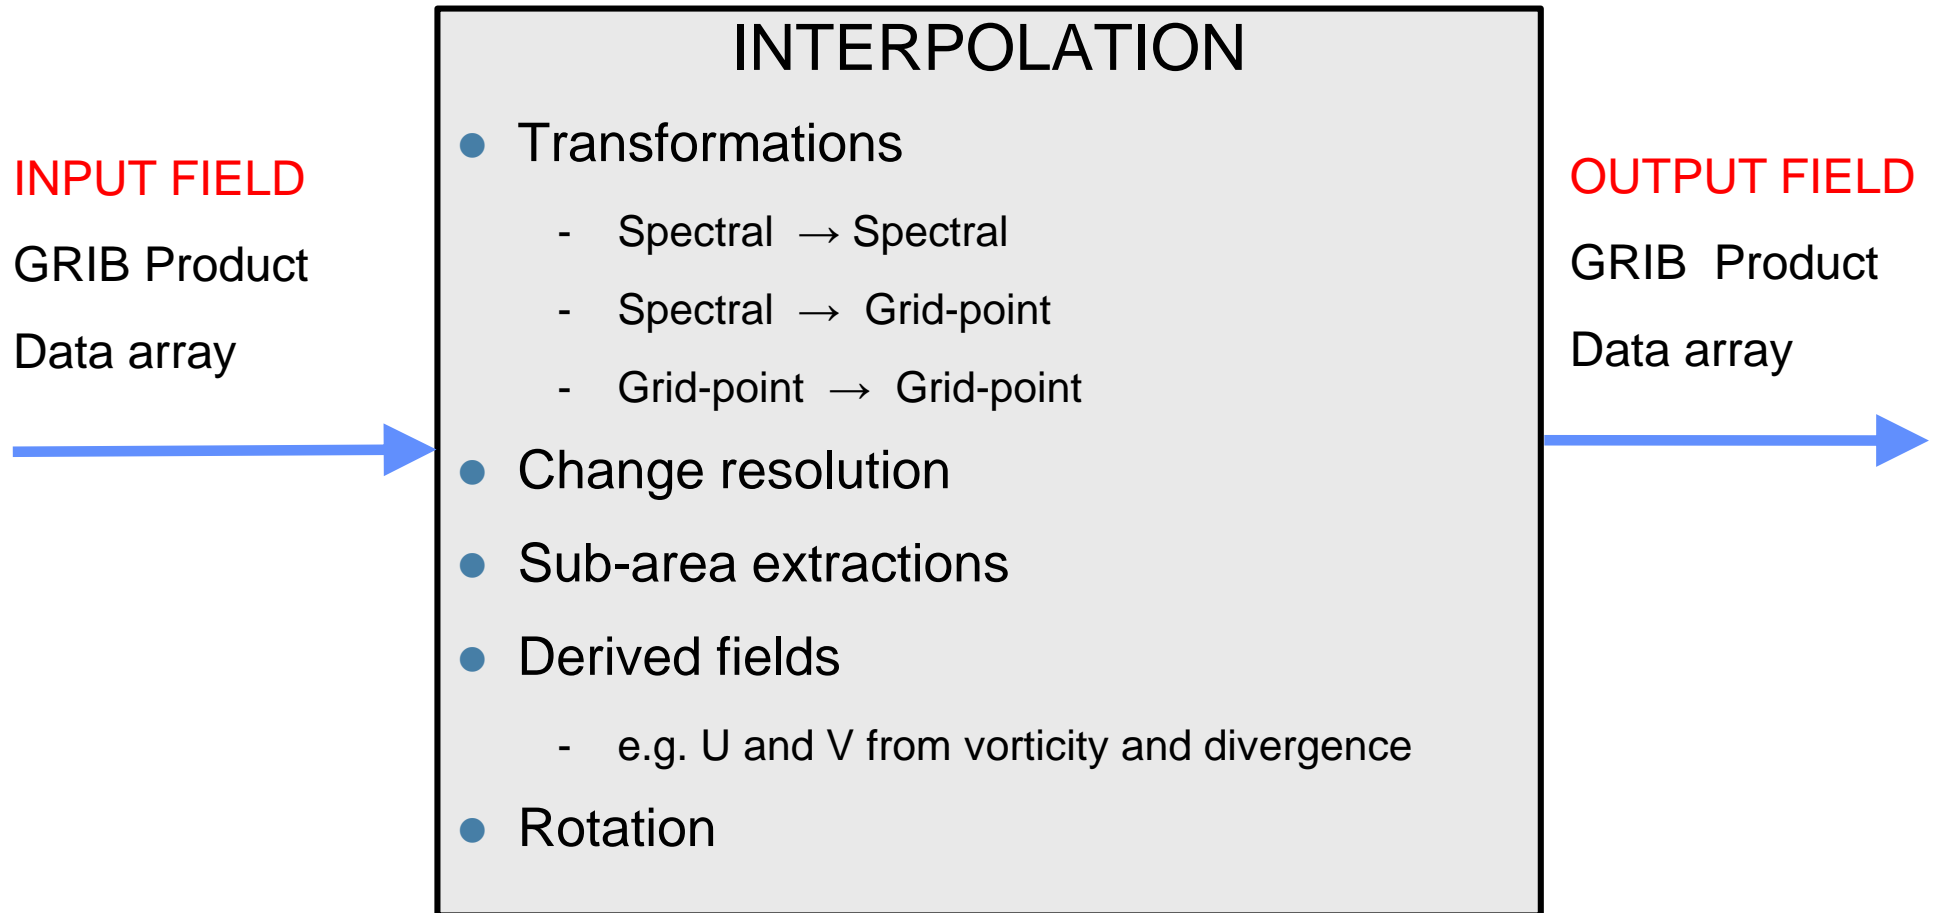 INTERPOLATION
INPUT FIELD
GRIB Product
Data array
● Transformations
- Spectral → Spectral
- Spectral → Grid-point
- Grid-point → Grid-point
● Change resolution
● Sub-area extractions
● Derived fields
- e.g. U and V from vorticity and divergence
● Rotation
OUTPUT FIELD
GRIB Product
Data array